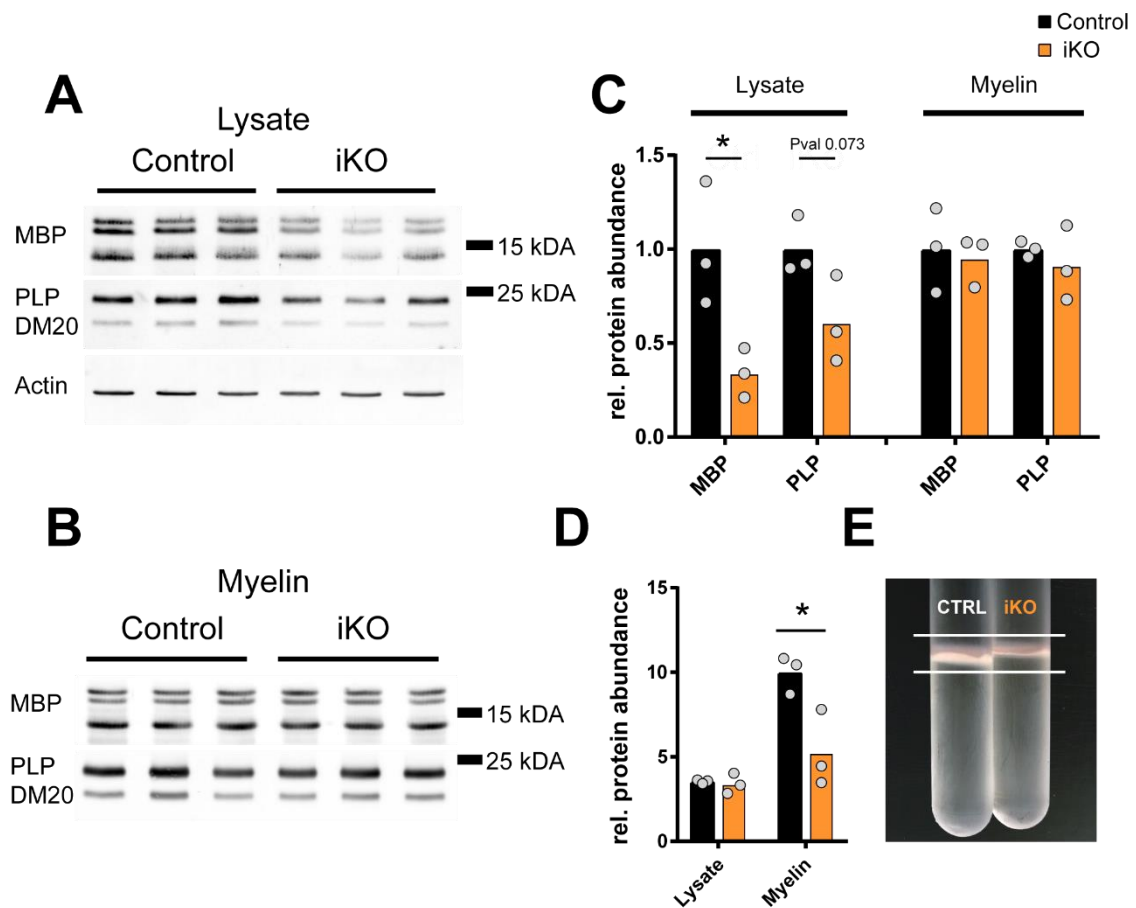 Control
iKO
A
Lysate
Control iKO
MBP
15 kDA
PLP
25 kDA
DM20
Actin
B
Myelin
Control iKO
MBP
15 kDA
PLP
25 kDA
DM20
C
Lysate Myelin
* Pval 0.073
rel. protein abundance
1.5
1.0
0.5
0.0
MBP PLP MBP PLP
D
rel. protein abundance
15
10
5
0
*
Lysate Myelin
E
CTRL iKO